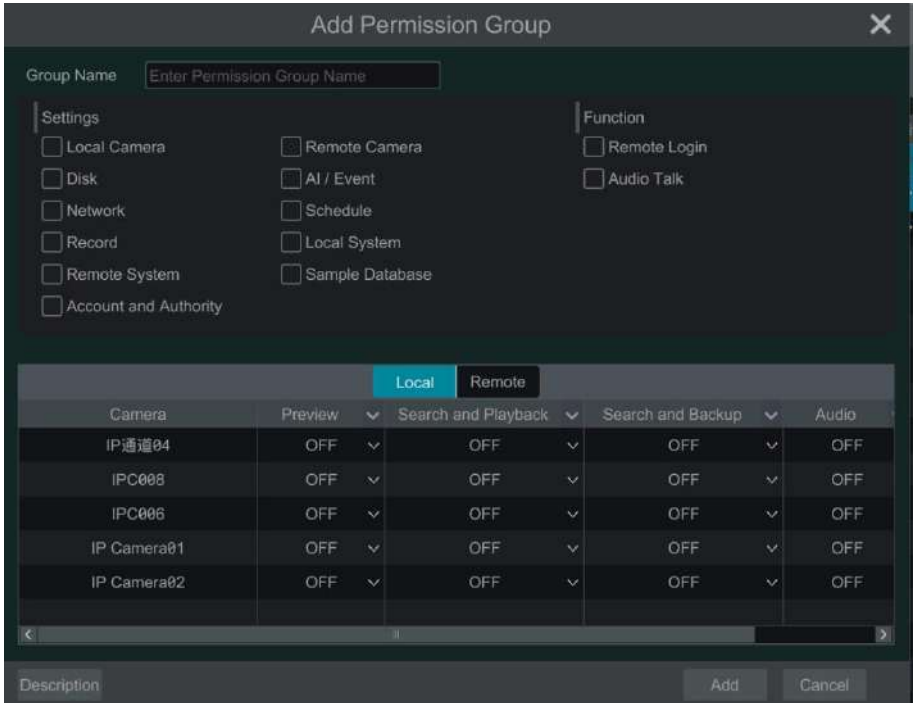 Add Permission Group
Group Name Enter Permission Group Name
Settings Function
Local Camera Remote Camera Remote Login
Disk AI / Event Audio Talk
Network Schedule
Record Local System
Remote System Sample Database
Account and Authority
Local Remote
Camera Preview Search and Playback Search and Backup Audio
IP通道04 OFF OFF OFF OFF
IPC008 OFF OFF OFF OFF
IPC006 OFF OFF OFF OFF
IP Camera01 OFF OFF OFF OFF
IP Camera02 OFF OFF OFF OFF
Description Add Cancel